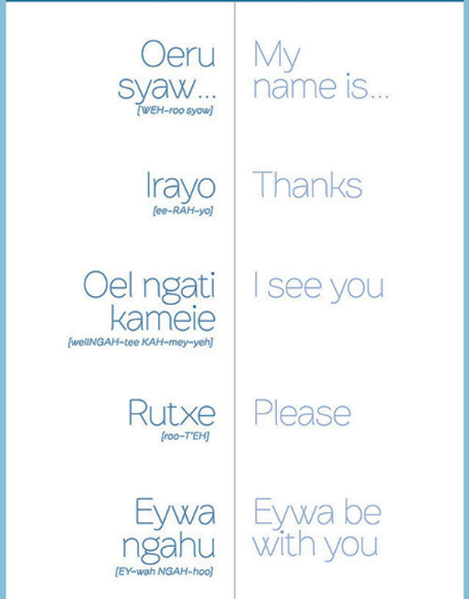 Oeru
syaw...
[WEH-roo syow]
My
name is...
Irayo
[ee-RAH-yo]
Thanks
Oel ngati
kameie
[wellNGAH-tee KAH-mey-yeh]
I see you
Rutxe
[roo-T'EH]
Please
Eywa
ngahu
[EY-wah NGAH-hoo]
Eywa be
with you